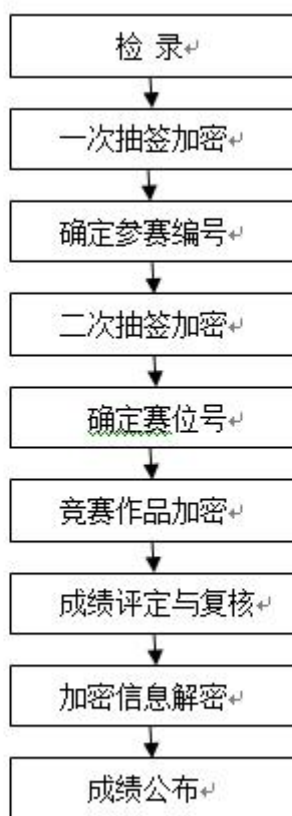 检 录
一次抽签加密
确定参赛编号
二次抽签加密
确定赛位号
竞赛作品加密
成绩评定与复核
加密信息解密
成绩公布